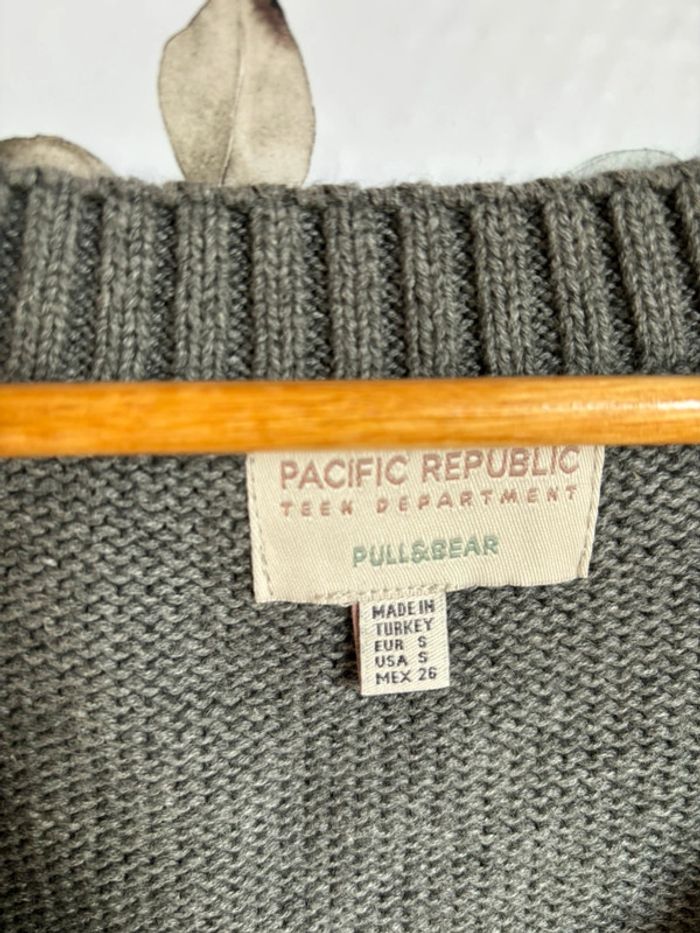 PACIFIC REPUBLIC
TEEN DEPARTMENT
PULL&BEAR
MADE IN
TURKEY
EUR S
USA S
MEX 26